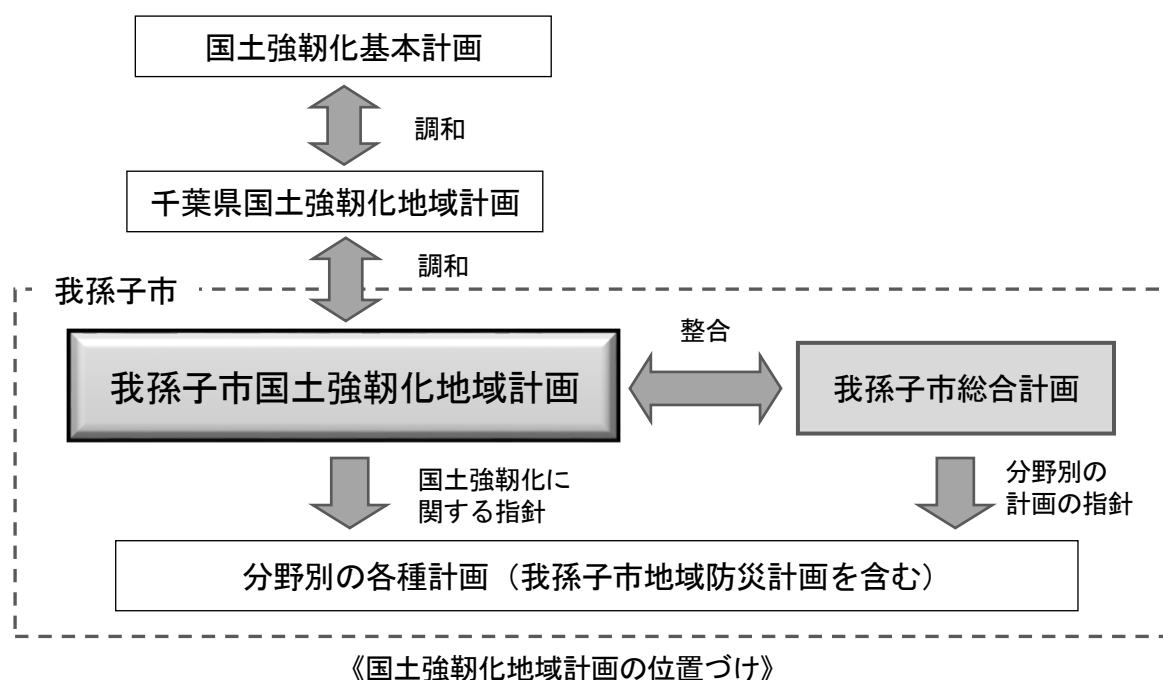 国土強靭化基本計画
調和
千葉県国土強靭化地域計画
調和
我孫子市
我孫子市国土強靭化地域計画
整合
我孫子市総合計画
国土強靭化に
関する指針
分野別の
計画の指針
分野別の各種計画（我孫子市地域防災計画を含む）
《国土強靭化地域計画の位置づけ》